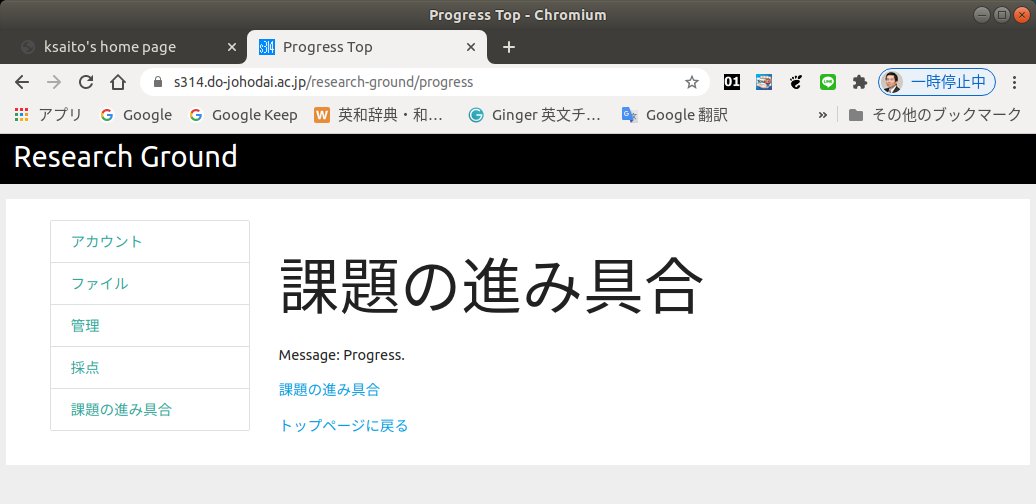 Progress Top - Chromium
ksaito's home page
s314 Progress Top
s314.do-johodai.ac.jp/research-ground/progress
01 LINE 一時停止中
アプリ Google Google Keep W 英和辞典・和… G Ginger 英文チ… G Google 翻訳 » その他のブックマーク
Research Ground
アカウント
ファイル
管理
採点
課題の進み具合
課題の進み具合
Message: Progress.
課題の進み具合
トップページに戻る